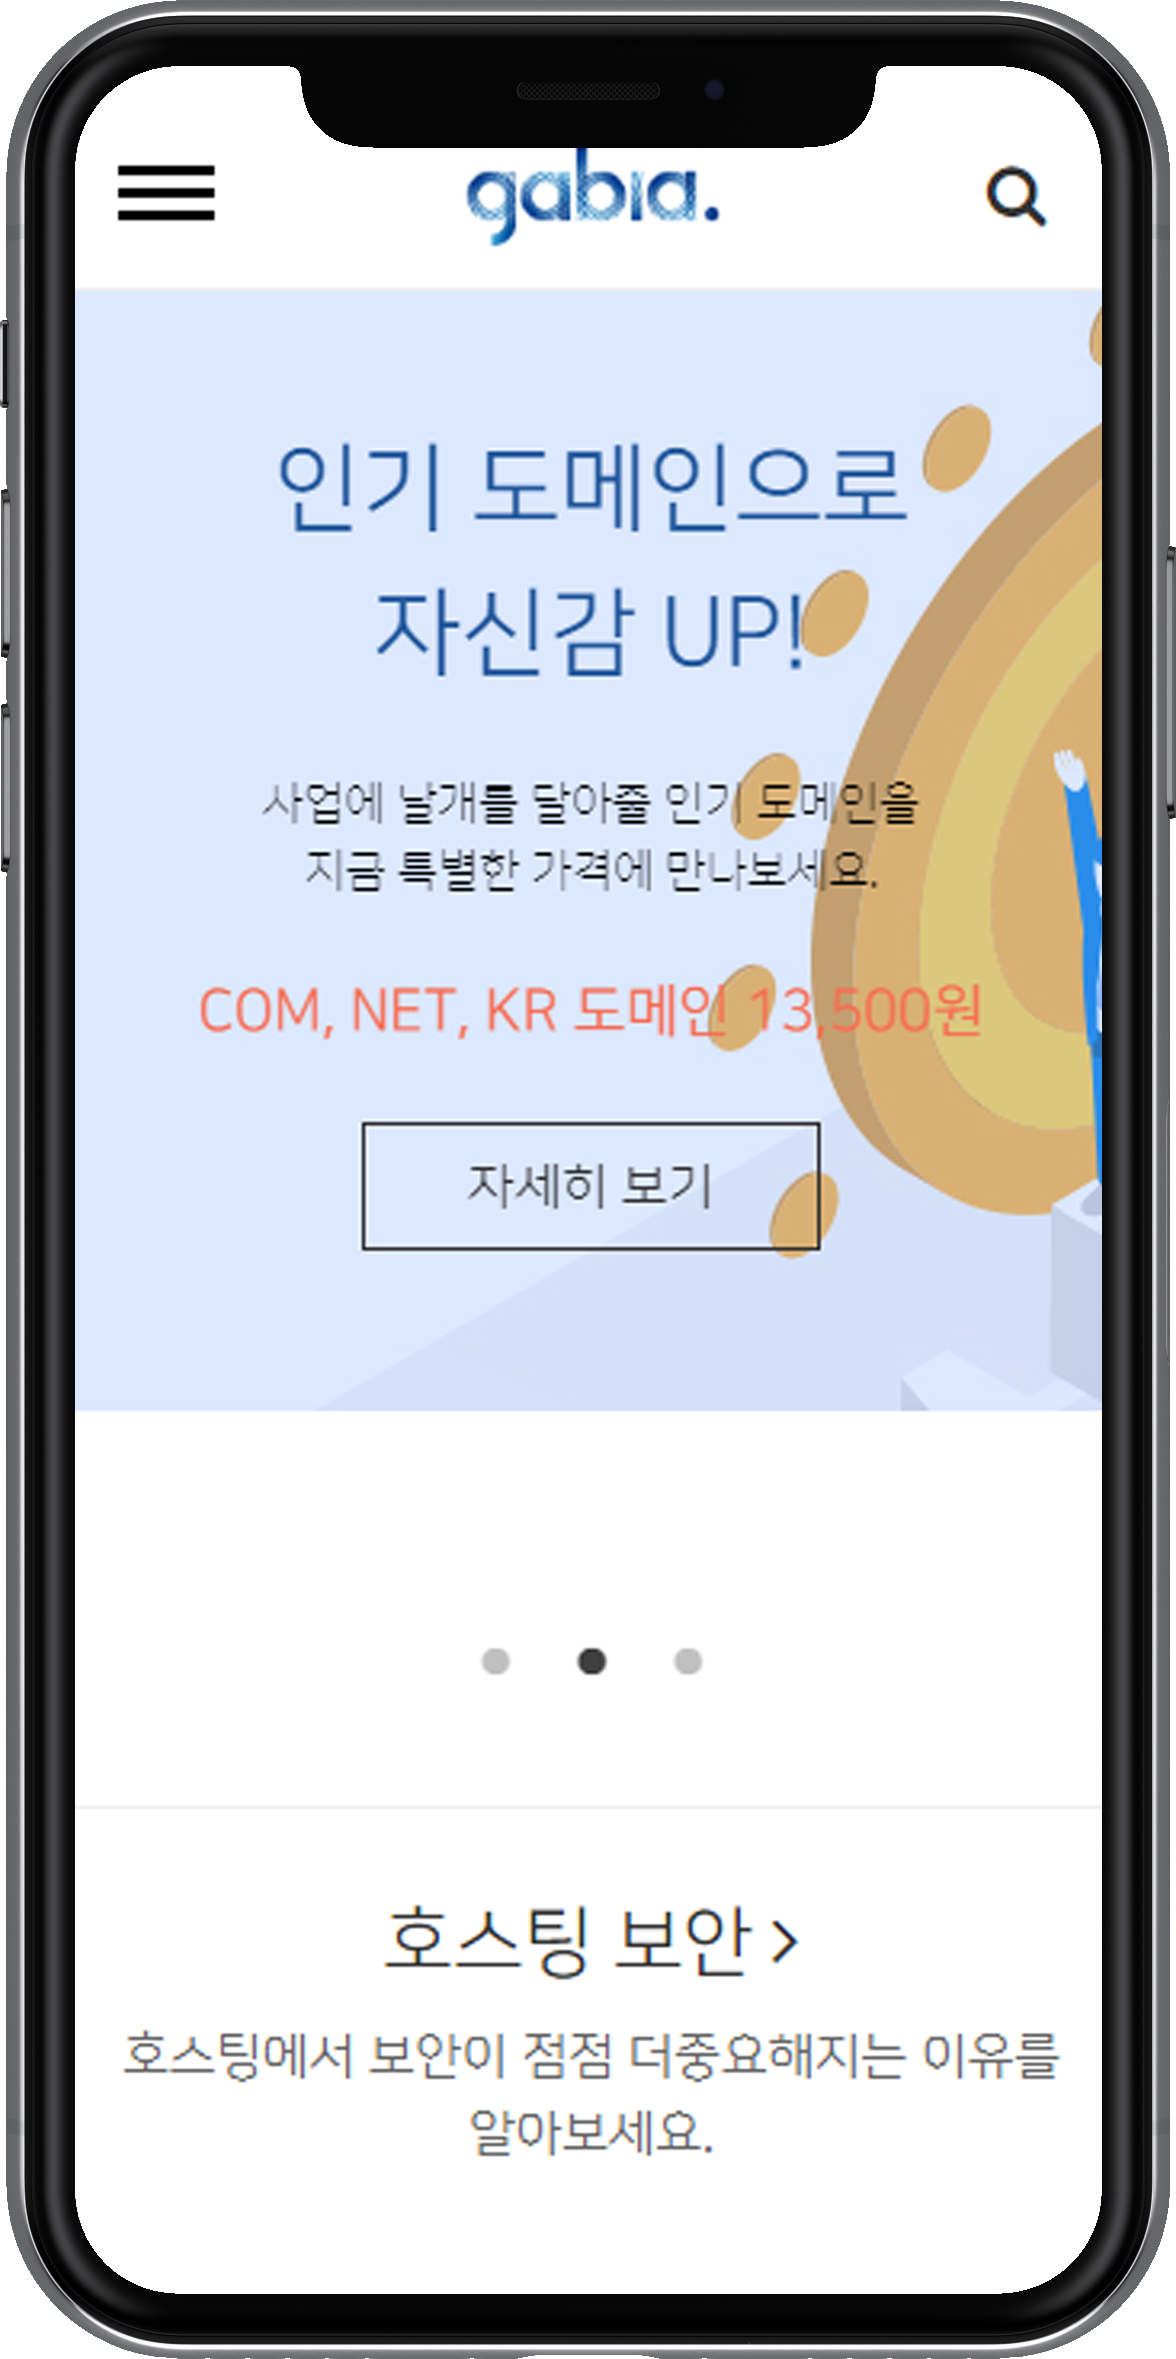 gabia.
인기 도메인으로
자신감 UP!
사업에 날개를 달아줄 인기 도메인을
지금 특별한 가격에 만나보세요.
COM, NET, KR 도메인 13,500원
자세히 보기
호스팅 보안 >
호스팅에서 보안이 점점 더중요해지는 이유를
알아보세요.